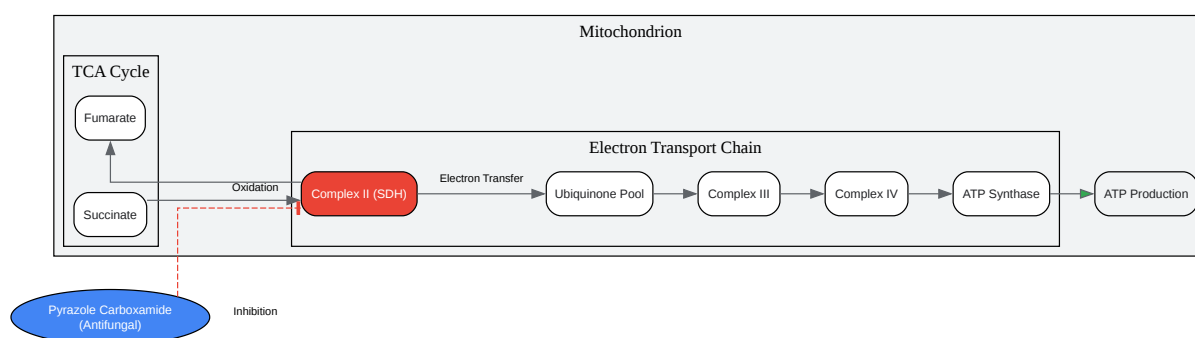 Mitochondrion
TCA Cycle
Fumarate
Succinate
Oxidation
Electron Transport Chain
Complex II (SDH)
Electron Transfer
Ubiquinone Pool
Complex III
Complex IV
ATP Synthase
ATP Production
Pyrazole Carboxamide
(Antifungal)
Inhibition